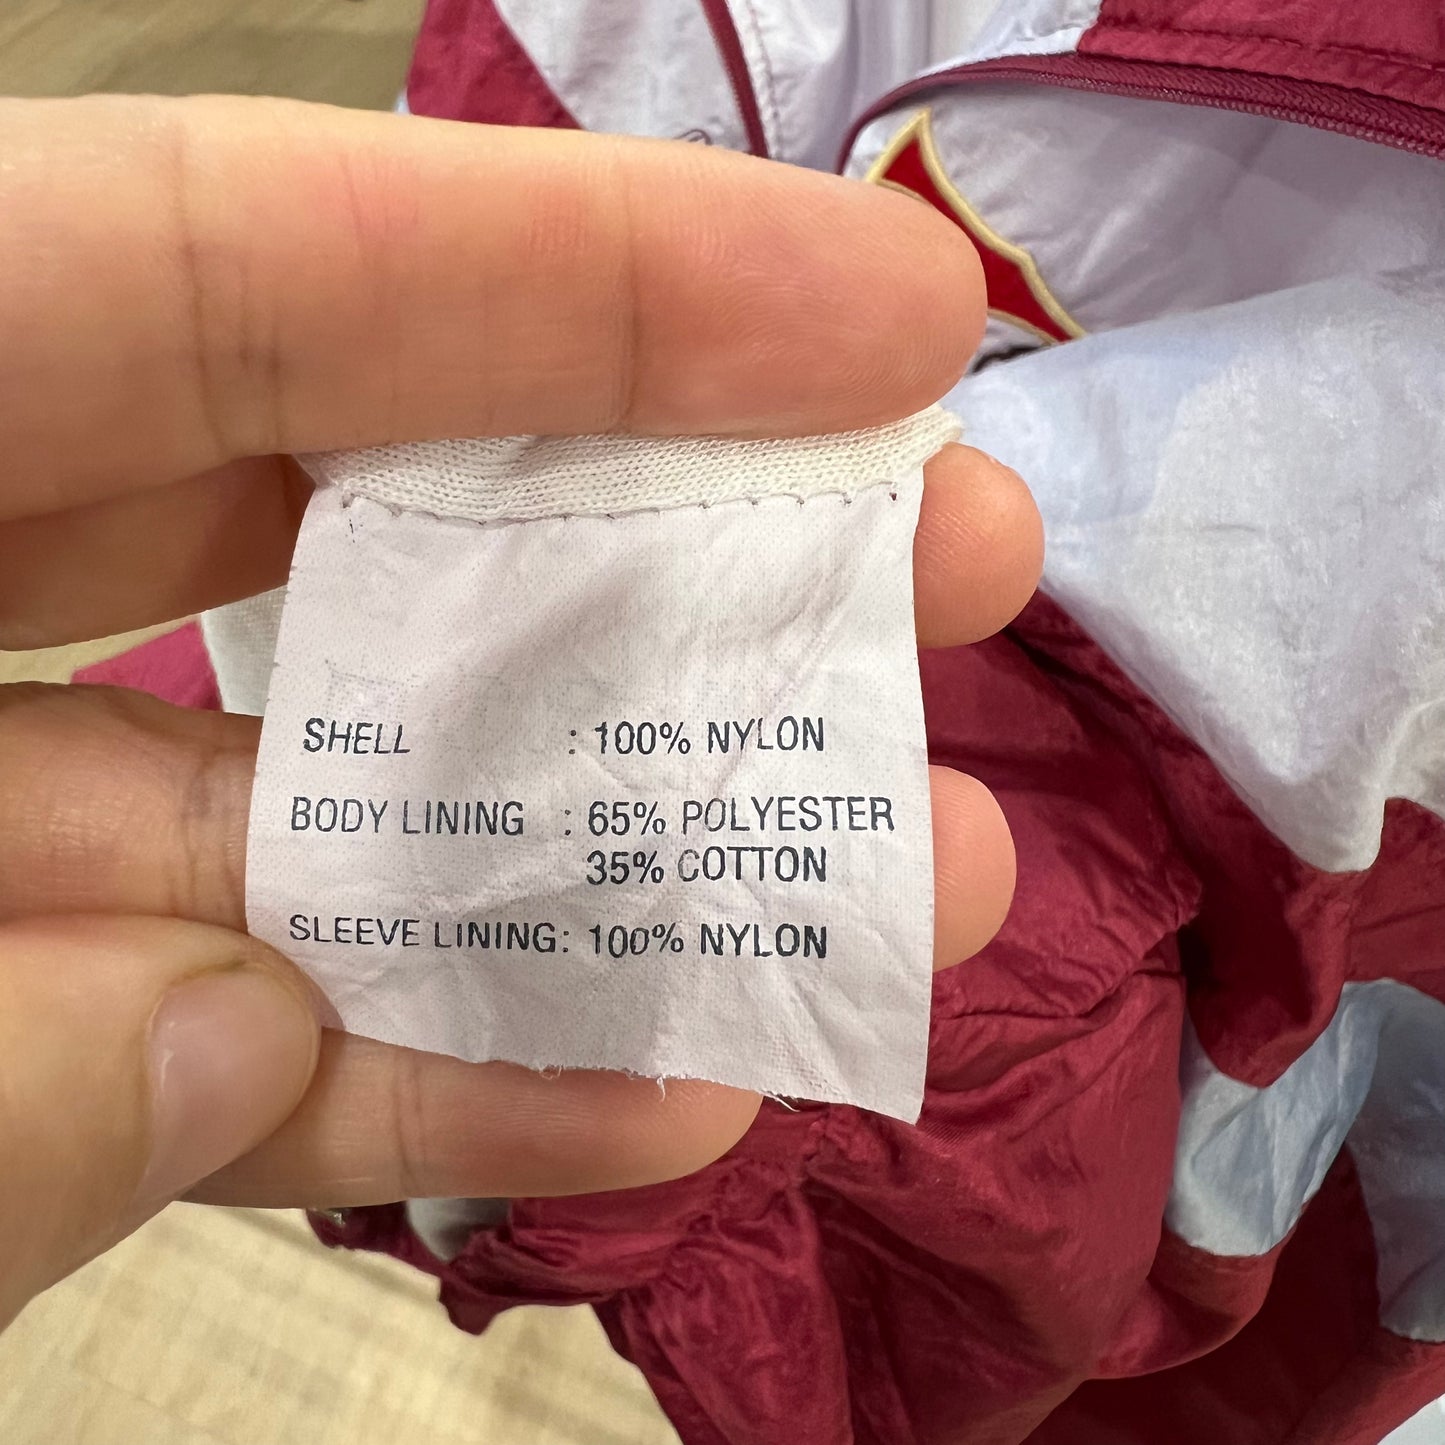 SHELL : 100% NYLON
BODY LINING : 65% POLYESTER
35% COTTON
SLEEVE LINING: 100% NYLON